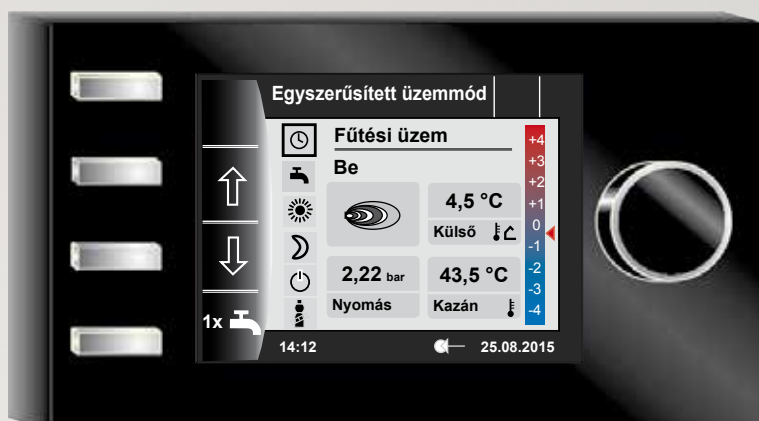 Egyszerűsített üzemmód
Fűtési üzem
Be
4,5 °C
Külső
2,22 bar
Nyomás
43,5 °C
Kazán
+4
+3
+2
+1
0
-1
-2
-3
-4
1x
14:12
25.08.2015